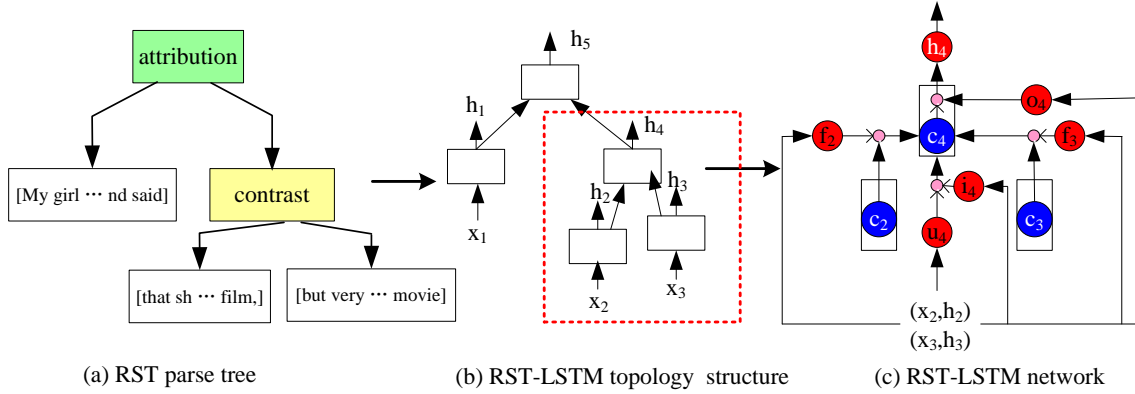 attribution
[My girl ⋯ nd said]
contrast
[that sh ⋯ film,]
[but very ⋯ movie]
(a) RST parse tree
h5
h1
h4
h2
h3
x1
x2
x3
(b) RST-LSTM topology structure
h4
o4
f2
c4
f3
i4
c2
c3
u4
(x2,h2)
(x3,h3)
(c) RST-LSTM network